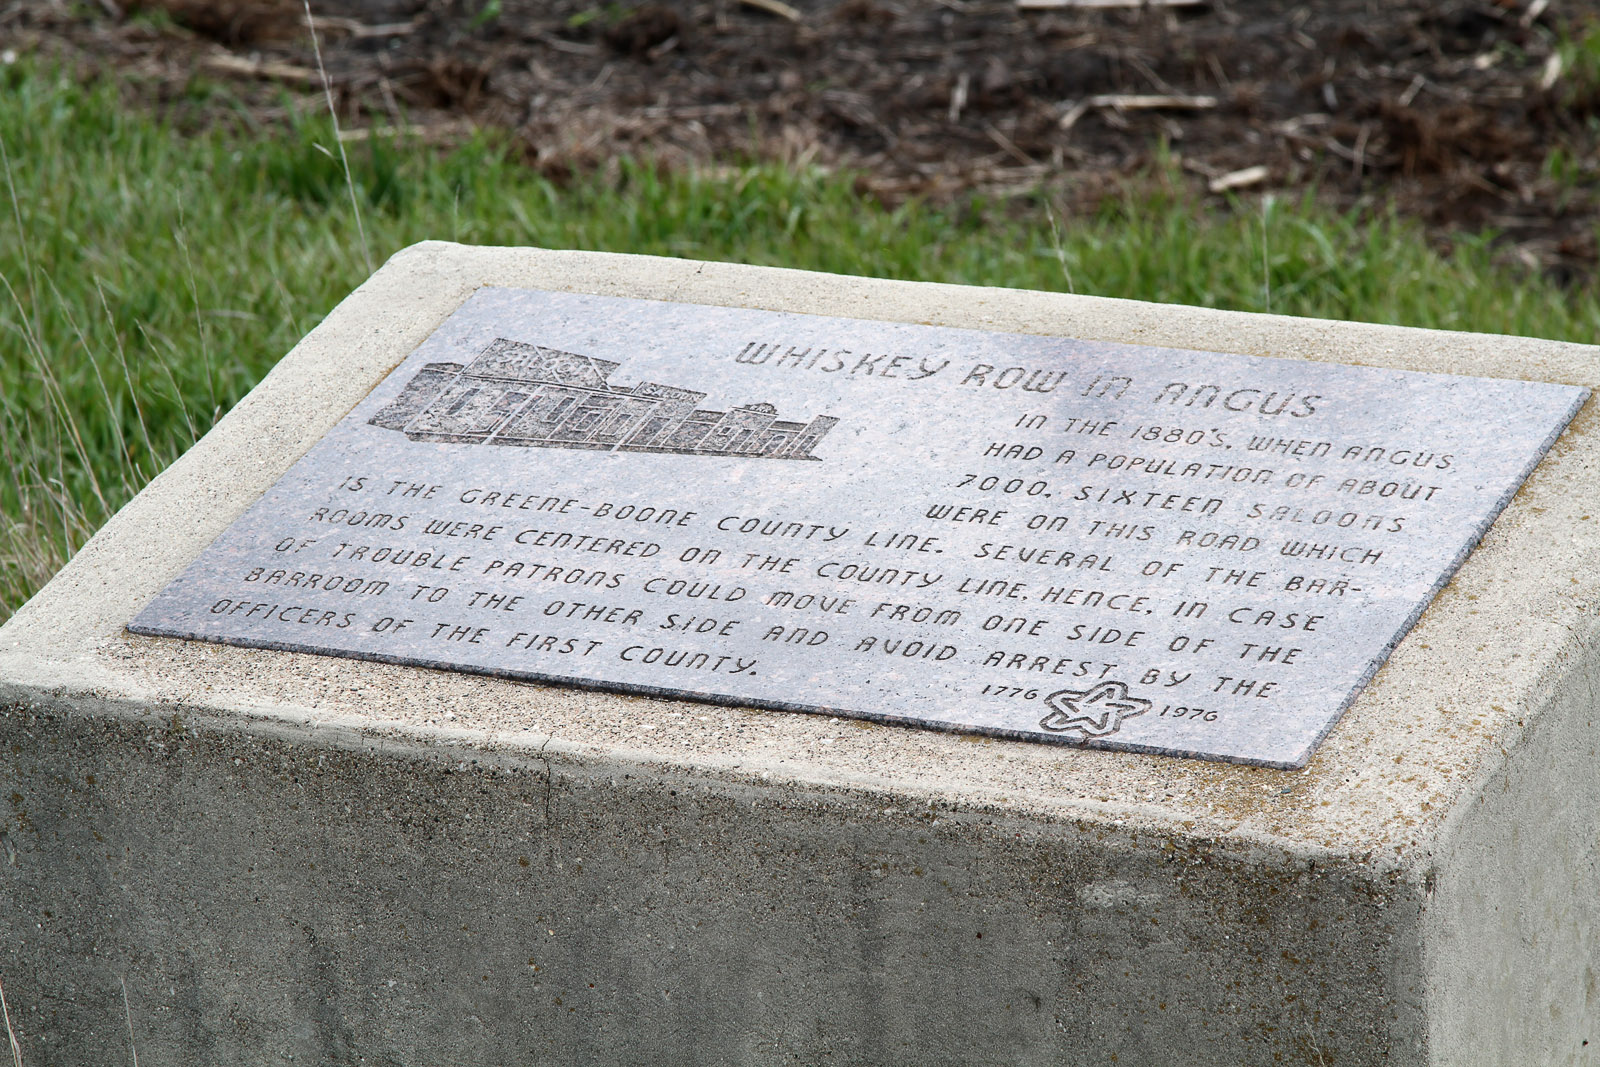 WHISKEY ROW IN ANGUS
SALOON
IN THE 1880'S, WHEN ANGUS
HAD A POPULATION OF ABOUT
7000, SIXTEEN SALOONS
WERE ON THIS ROAD WHICH
IS THE GREENE-BOONE COUNTY LINE. SEVERAL OF THE BAR-
ROOMS WERE CENTERED ON THE COUNTY LINE, HENCE, IN CASE
OF TROUBLE PATRONS COULD MOVE FROM ONE SIDE OF THE
BARROOM TO THE OTHER SIDE AND AVOID ARREST BY THE
OFFICERS OF THE FIRST COUNTY.
1776 1976